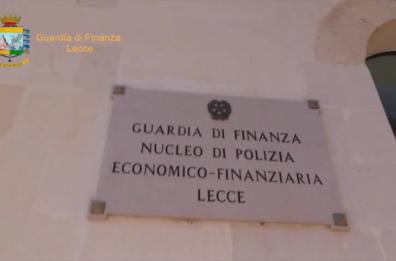 Guardia di Finanza
Lecce
GUARDIA DI FINANZA
NUCLEO DI POLIZIA
ECONOMICO-FINANZIARIA
LECCE